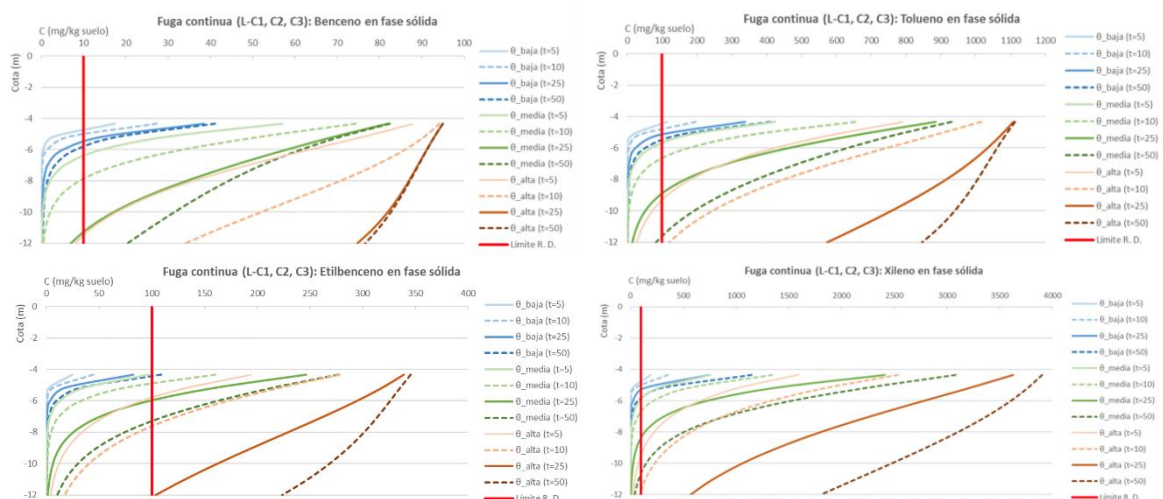 Fuga continua (L-C1, C2, C3): Benceno en fase sólida
C (mg/kg suelo)
0 10 20 30 40 50 60 70 80 90 100
Cota (m)
0
-2
-4
-6
-8
-10
-12
θ_baja (t=5)
θ_baja (t=10)
θ_baja (t=25)
θ_baja (t=50)
θ_media (t=5)
θ_media (t=10)
θ_media (t=25)
θ_media (t=50)
θ_alta (t=5)
θ_alta (t=10)
θ_alta (t=25)
θ_alta (t=50)
Límite R. D.
Fuga continua (L-C1, C2, C3): Tolueno en fase sólida
C (mg/kg suelo)
0 100 200 300 400 500 600 700 800 900 1000 1100 1200
Cota (m)
0
-2
-4
-6
-8
-10
-12
θ_baja (t=5)
θ_baja (t=10)
θ_baja (t=25)
θ_baja (t=50)
θ_media (t=5)
θ_media (t=10)
θ_media (t=25)
θ_media (t=50)
θ_alta (t=5)
θ_alta (t=10)
θ_alta (t=25)
θ_alta (t=50)
Límite R. D.
Fuga continua (L-C1, C2, C3): Etilbenceno en fase sólida
C (mg/kg suelo)
0 50 100 150 200 250 300 350 400
Cota (m)
0
-2
-4
-6
-8
-10
-12
θ_baja (t=5)
θ_baja (t=10)
θ_baja (t=25)
θ_baja (t=50)
θ_media (t=5)
θ_media (t=10)
θ_media (t=25)
θ_media (t=50)
θ_alta (t=5)
θ_alta (t=10)
θ_alta (t=25)
θ_alta (t=50)
Límite R. D.
Fuga continua (L-C1, C2, C3): Xileno en fase sólida
C (mg/kg suelo)
0 500 1000 1500 2000 2500 3000 3500 4000
Cota (m)
0
-2
-4
-6
-8
-10
-12
θ_baja (t=5)
θ_baja (t=10)
θ_baja (t=25)
θ_baja (t=50)
θ_media (t=5)
θ_media (t=10)
θ_media (t=25)
θ_media (t=50)
θ_alta (t=5)
θ_alta (t=10)
θ_alta (t=25)
θ_alta (t=50)
Límite R. D.